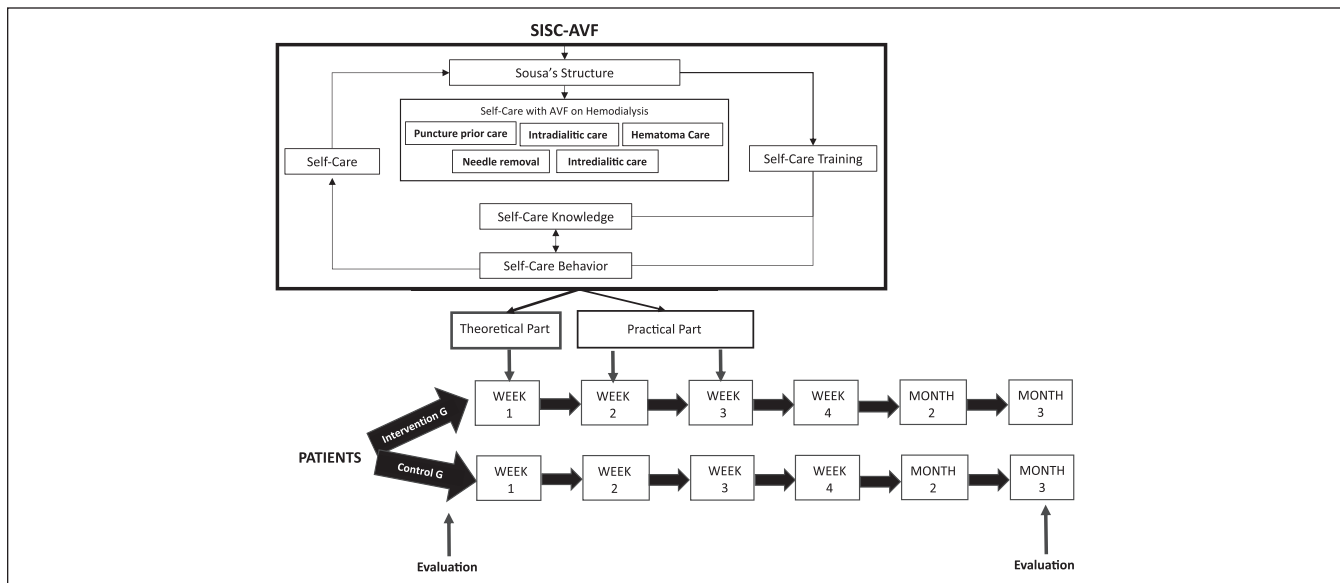 SISC-AVF
Sousa's Structure
Self-Care with AVF on Hemodialysis
Puncture prior care
Intradialitic care
Hematoma Care
Needle removal
Intredialitic care
Self-Care
Self-Care Training
Self-Care Knowledge
Self-Care Behavior
Theoretical Part
Practical Part
Intervention G
WEEK
1
WEEK
2
WEEK
3
WEEK
4
MONTH
2
MONTH
3
PATIENTS
Control G
WEEK
1
WEEK
2
WEEK
3
WEEK
4
MONTH
2
MONTH
3
Evaluation
Evaluation